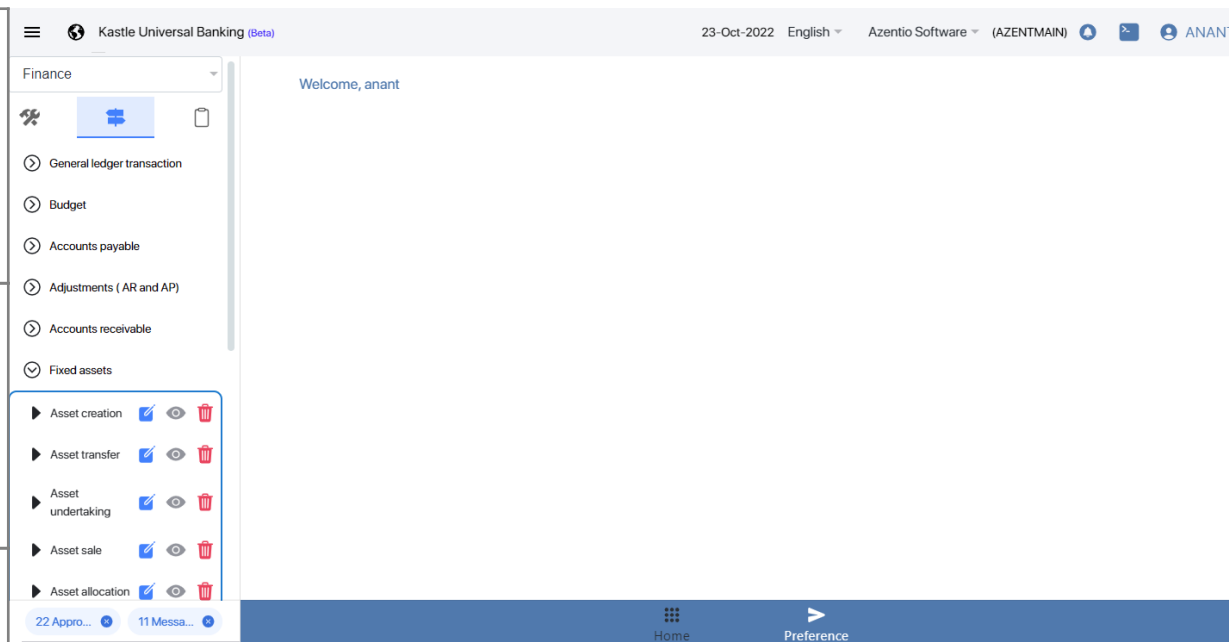 Kastle Universal Banking (Beta)
23-Oct-2022 English Azentio Software (AZENTMAIN) ANANT
Finance
Welcome, anant
General ledger transaction
Budget
Accounts payable
Adjustments ( AR and AP)
Accounts receivable
Fixed assets
Asset creation
Asset transfer
Asset
undertaking
Asset sale
Asset allocation
22 Appro... 11 Messa...
Home Preference